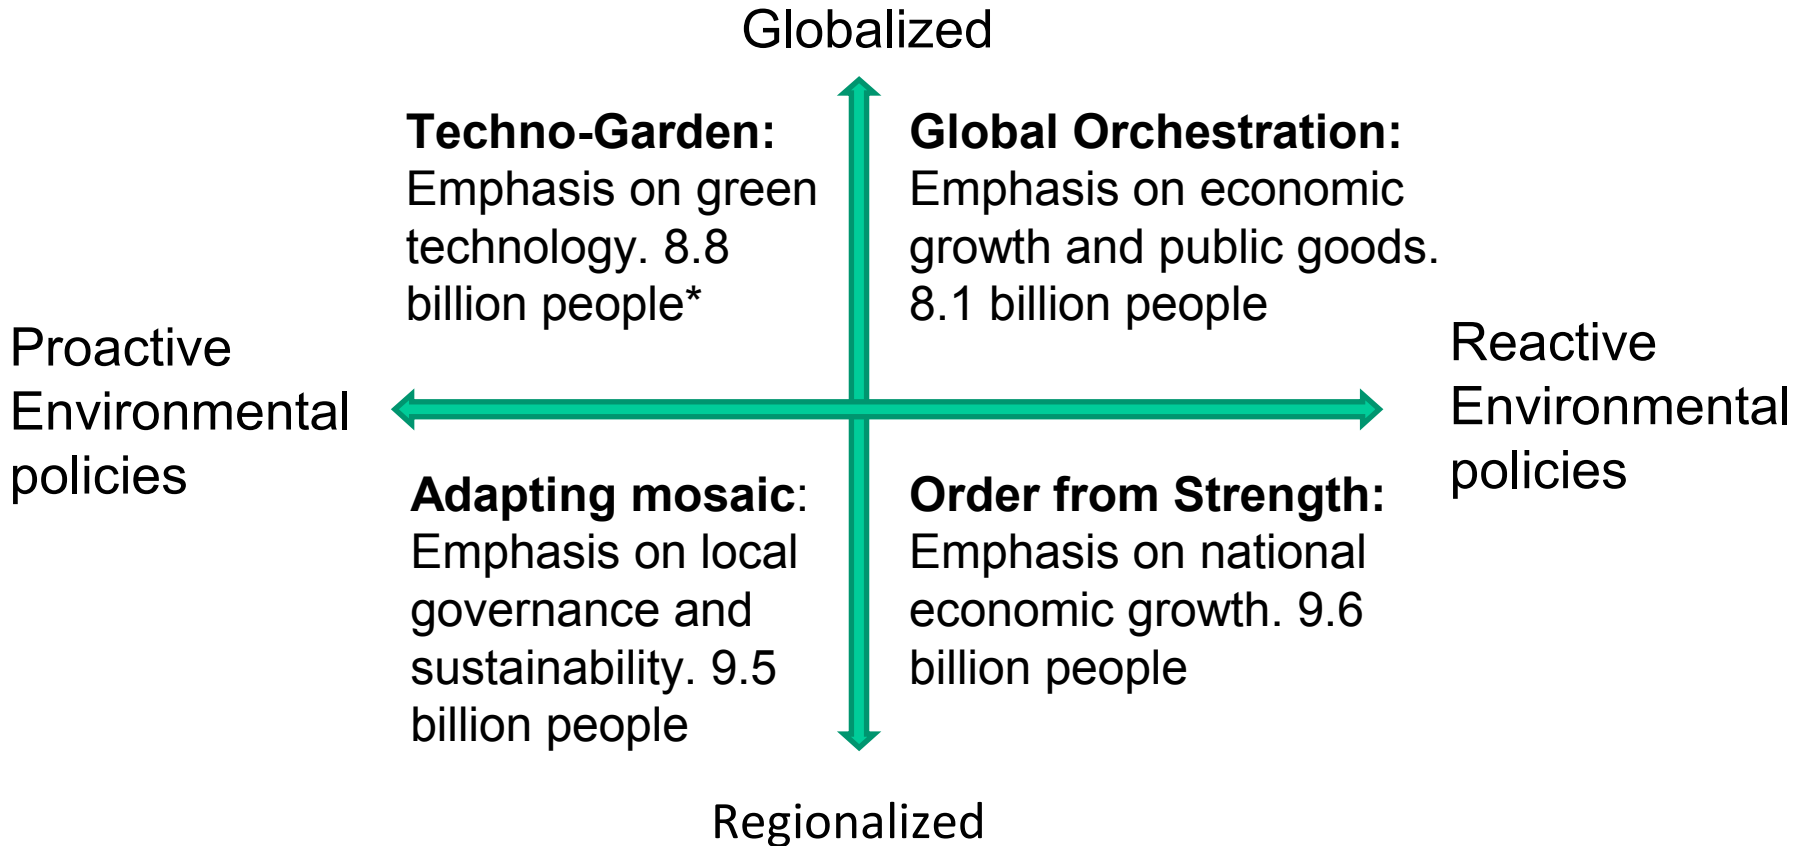 Globalized
Techno-Garden:
Emphasis on green
technology. 8.8
billion people*
Global Orchestration:
Emphasis on economic
growth and public goods.
8.1 billion people
Proactive
Environmental
policies
Reactive
Environmental
policies
Adapting mosaic:
Emphasis on local
governance and
sustainability. 9.5
billion people
Order from Strength:
Emphasis on national
economic growth. 9.6
billion people
Regionalized